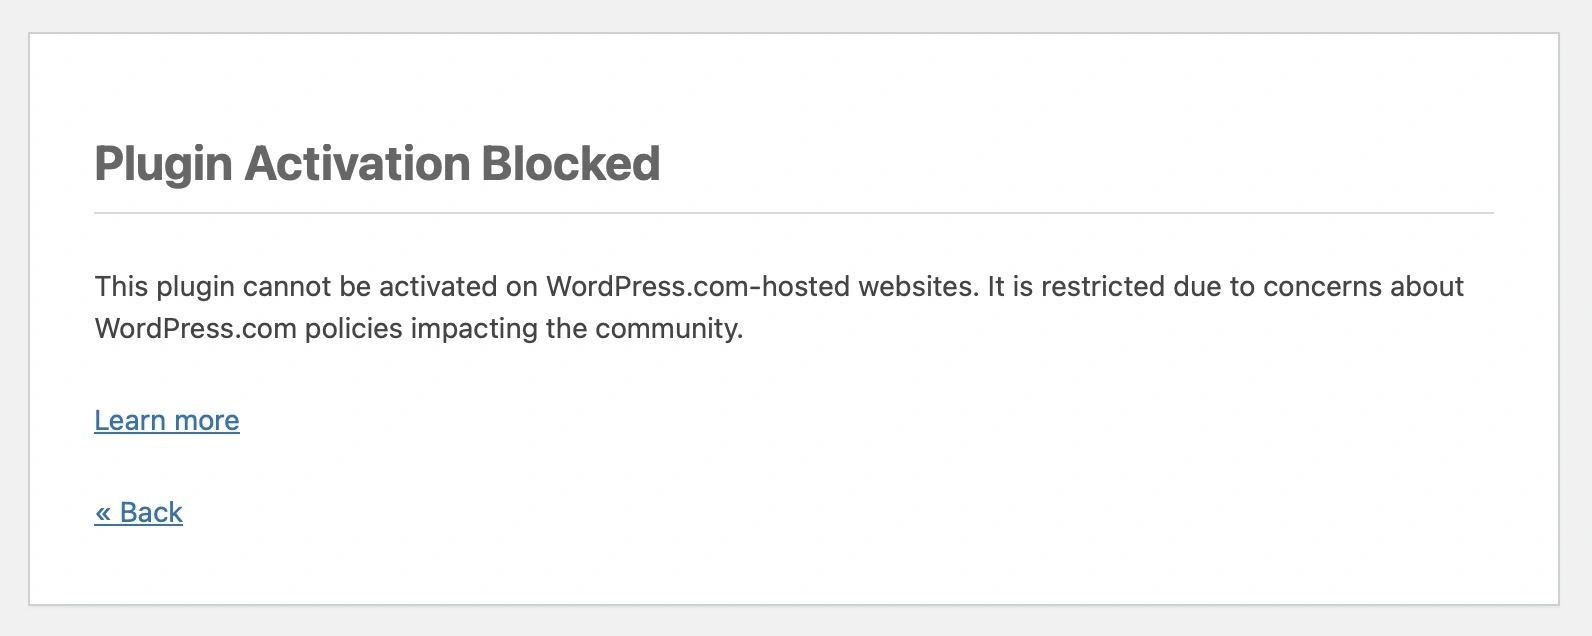 Plugin Activation Blocked
This plugin cannot be activated on WordPress.com-hosted websites. It is restricted due to concerns about
WordPress.com policies impacting the community.
Learn more
« Back